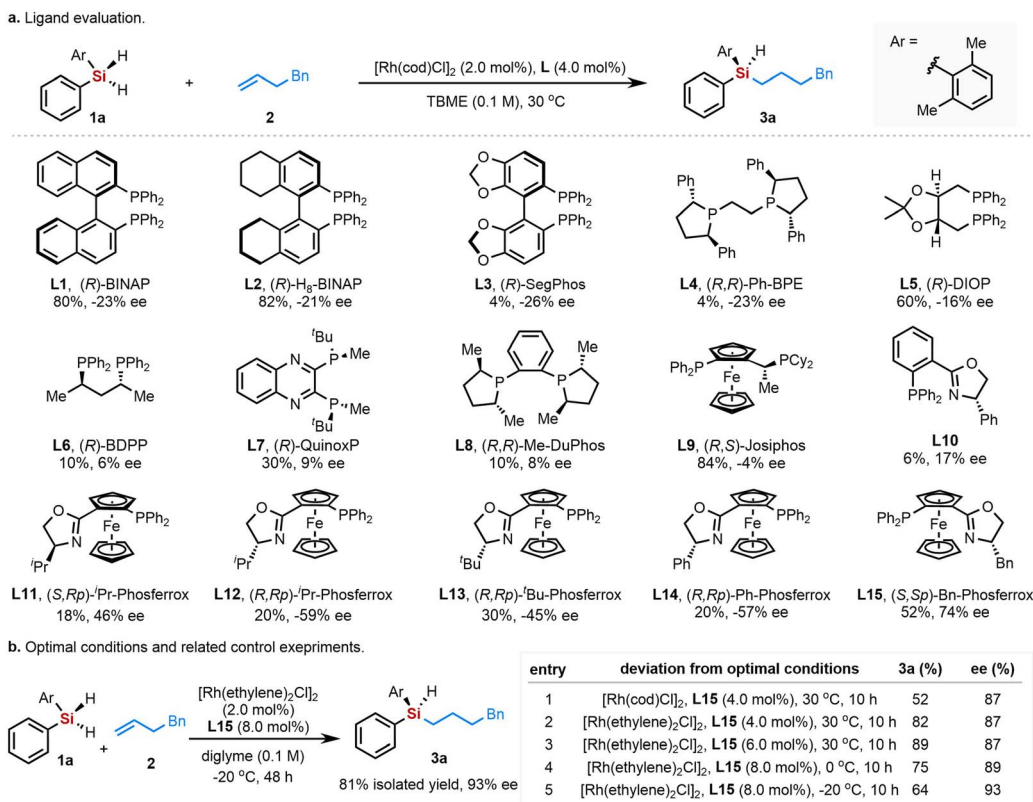 a. Ligand evaluation.
Ar
H
Si
H
1a
+
Bn
2
[Rh(cod)Cl]2 (2.0 mol%), L (4.0 mol%)
TBME (0.1 M), 30 °C
Ar
H
Si
Bn
3a
Ar =
Me
Me
PPh2
PPh2
L1, (R)-BINAP
80%, -23% ee
PPh2
PPh2
L2, (R)-H8-BINAP
82%, -21% ee
O
O
O
O
PPh2
PPh2
L3, (R)-SegPhos
4%, -26% ee
Ph
Ph
P
P
Ph
Ph
L4, (R,R)-Ph-BPE
4%, -23% ee
H
O
O
H
PPh2
PPh2
L5, (R)-DIOP
60%, -16% ee
PPh2 PPh2
Me
Me
L6, (R)-BDPP
10%, 6% ee
tBu
N
P
Me
N
P
Me
tBu
L7, (R)-QuinoxP
30%, 9% ee
Me
Me
P
P
Me
Me
L8, (R,R)-Me-DuPhos
10%, 8% ee
Ph2P
PCy2
Fe
Me
L9, (R,S)-Josiphos
84%, -4% ee
O
N
PPh2
Ph
L10
6%, 17% ee
O
N
Fe
PPh2
iPr
L11, (S,Rp)-iPr-Phosferrox
18%, 46% ee
O
N
Fe
PPh2
iPr
L12, (R,Rp)-iPr-Phosferrox
20%, -59% ee
O
N
Fe
PPh2
tBu
L13, (R,Rp)-tBu-Phosferrox
30%, -45% ee
O
N
Fe
PPh2
Ph
L14, (R,Rp)-Ph-Phosferrox
20%, -57% ee
Ph2P
Fe
O
N
Bn
L15, (S,Sp)-Bn-Phosferrox
52%, 74% ee
b. Optimal conditions and related control exepriments.
Ar
H
Si
H
1a
+
Bn
2
[Rh(ethylene)2Cl]2
(2.0 mol%)
L15 (8.0 mol%)
diglyme (0.1 M)
-20 °C, 48 h
Ar
H
Si
Bn
3a
81% isolated yield, 93% ee
entry deviation from optimal conditions 3a (%) ee (%)
1 [Rh(cod)Cl]2, L15 (4.0 mol%), 30 °C, 10 h 52 87
2 [Rh(ethylene)2Cl]2, L15 (4.0 mol%), 30 °C, 10 h 82 87
3 [Rh(ethylene)2Cl]2, L15 (6.0 mol%), 30 °C, 10 h 89 87
4 [Rh(ethylene)2Cl]2, L15 (8.0 mol%), 0 °C, 10 h 75 89
5 [Rh(ethylene)2Cl]2, L15 (8.0 mol%), -20 °C, 10 h 64 93